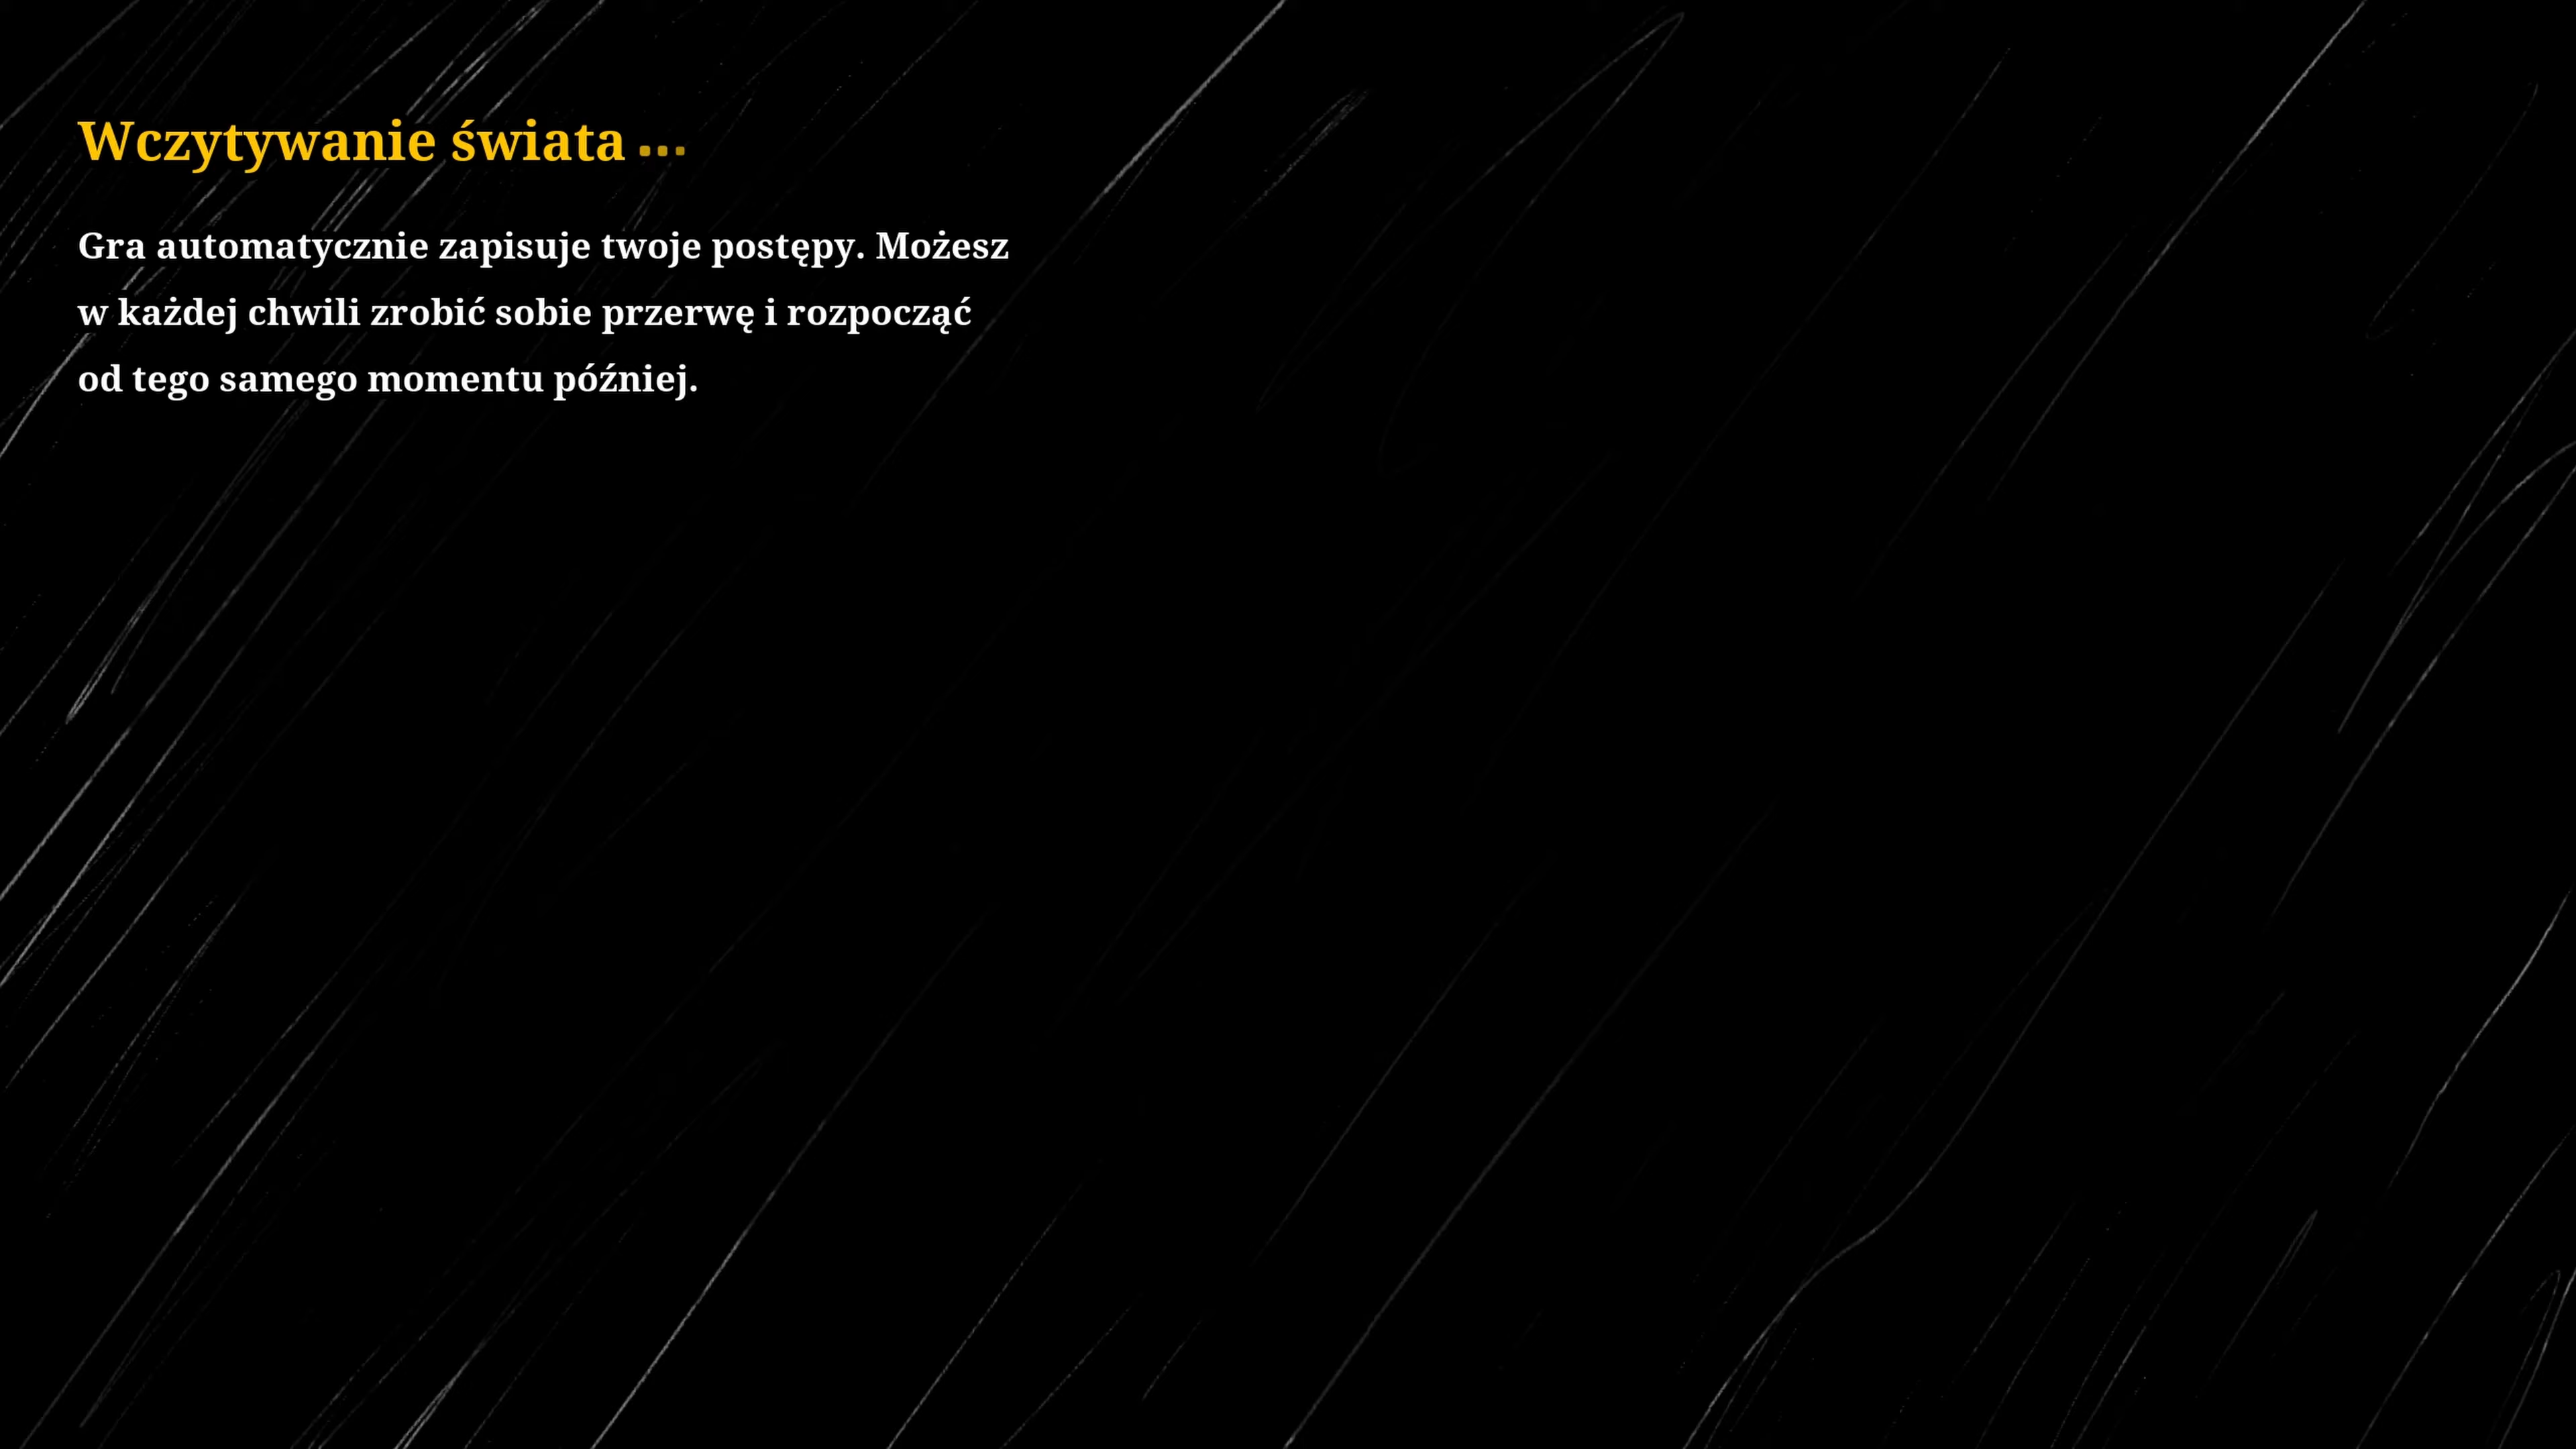 Wczytywanie świata ...
Gra automatycznie zapisuje twoje postępy. Możesz
w każdej chwili zrobić sobie przerwę i rozpocząć
od tego samego momentu później.